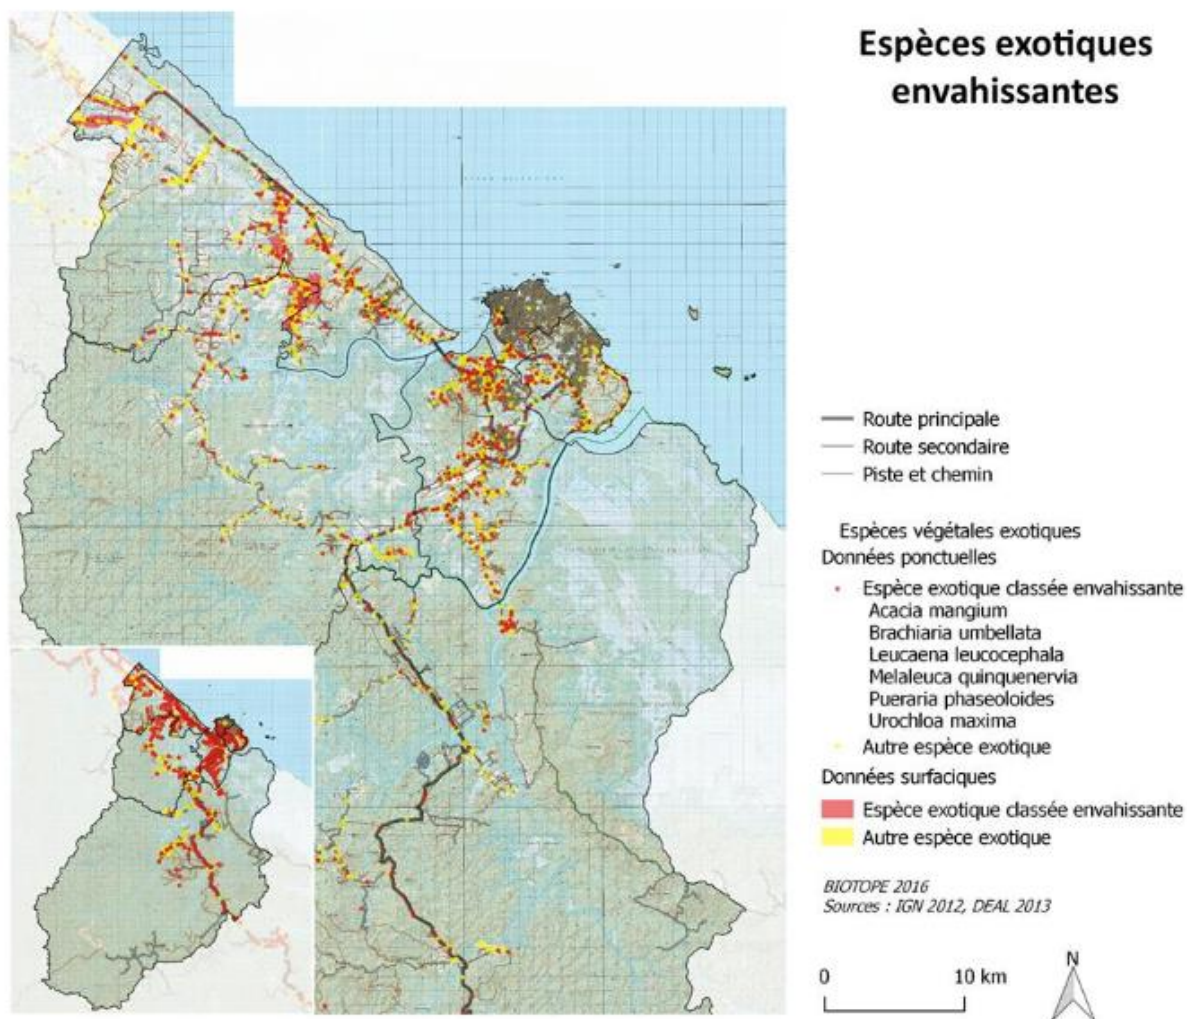 Espèces exotiques
envahissantes
Route principale
Route secondaire
Piste et chemin
Espèces végétales exotiques
Données ponctuelles
Espèce exotique classée envahissante
Acacia mangium
Brachiaria umbellata
Leucaena leucocephala
Melaleuca quinquenervia
Pueraria phaseoloides
Urochloa maxima
Autre espèce exotique
Données surfaciques
Espèce exotique classée envahissante
Autre espèce exotique
BIOTOPE 2016
Sources : IGN 2012, DEAL 2013
N
0 10 km